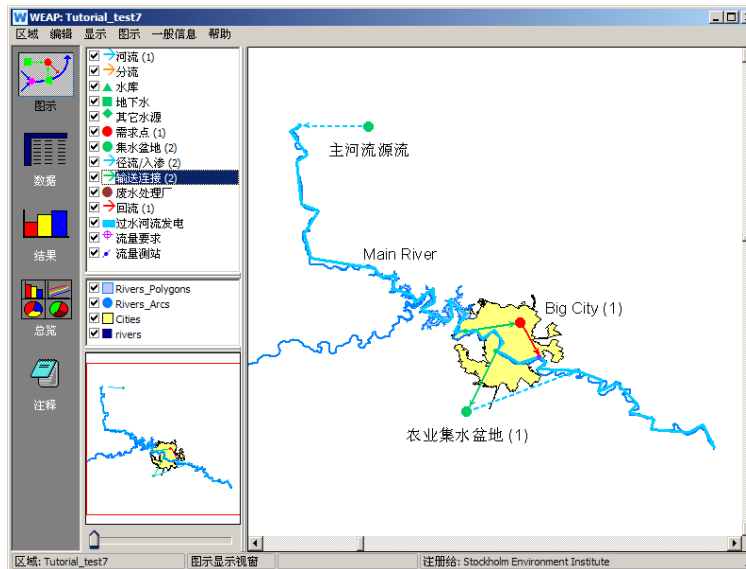 WEAP: Tutorial_test7
区域 编辑 显示 图示 一般信息 帮助
图示
数据
结果
总览
注释
河流 (1)
分流
水库
地下水
其它水源
需求点 (1)
集水盆地 (2)
径流/入渗 (2)
输送连接 (2)
废水处理厂
回流 (1)
过水河流发电
流量要求
流量测站
Rivers_Polygons
Rivers_Arcs
Cities
rivers
主河流源流
Main River
Big City (1)
农业集水盆地 (1)
区域: Tutorial_test7 图示显示视窗 注册给: Stockholm Environment Institute